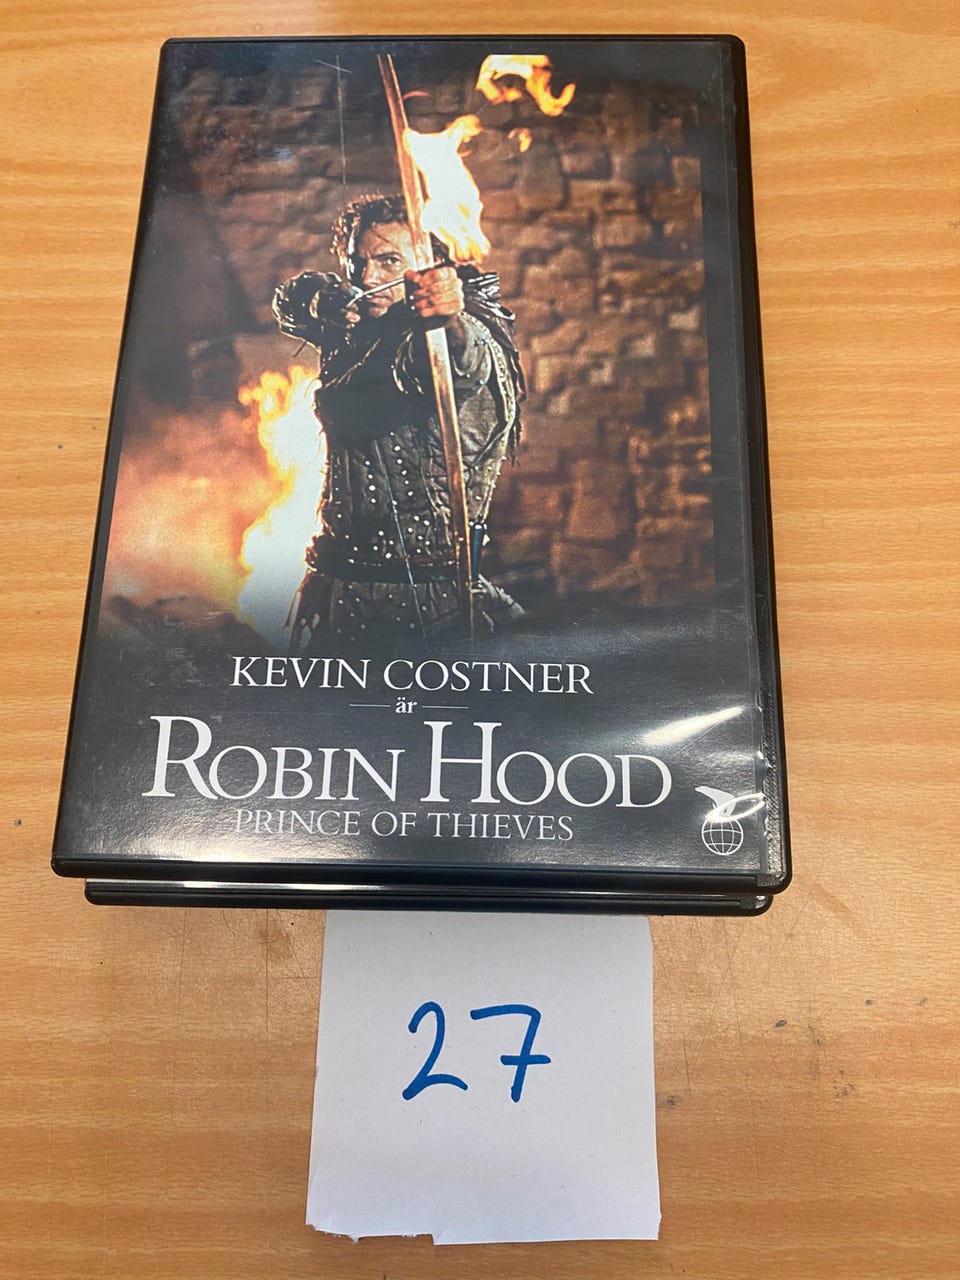 KEVIN COSTNER
är
ROBIN HOOD
PRINCE OF THIEVES
27